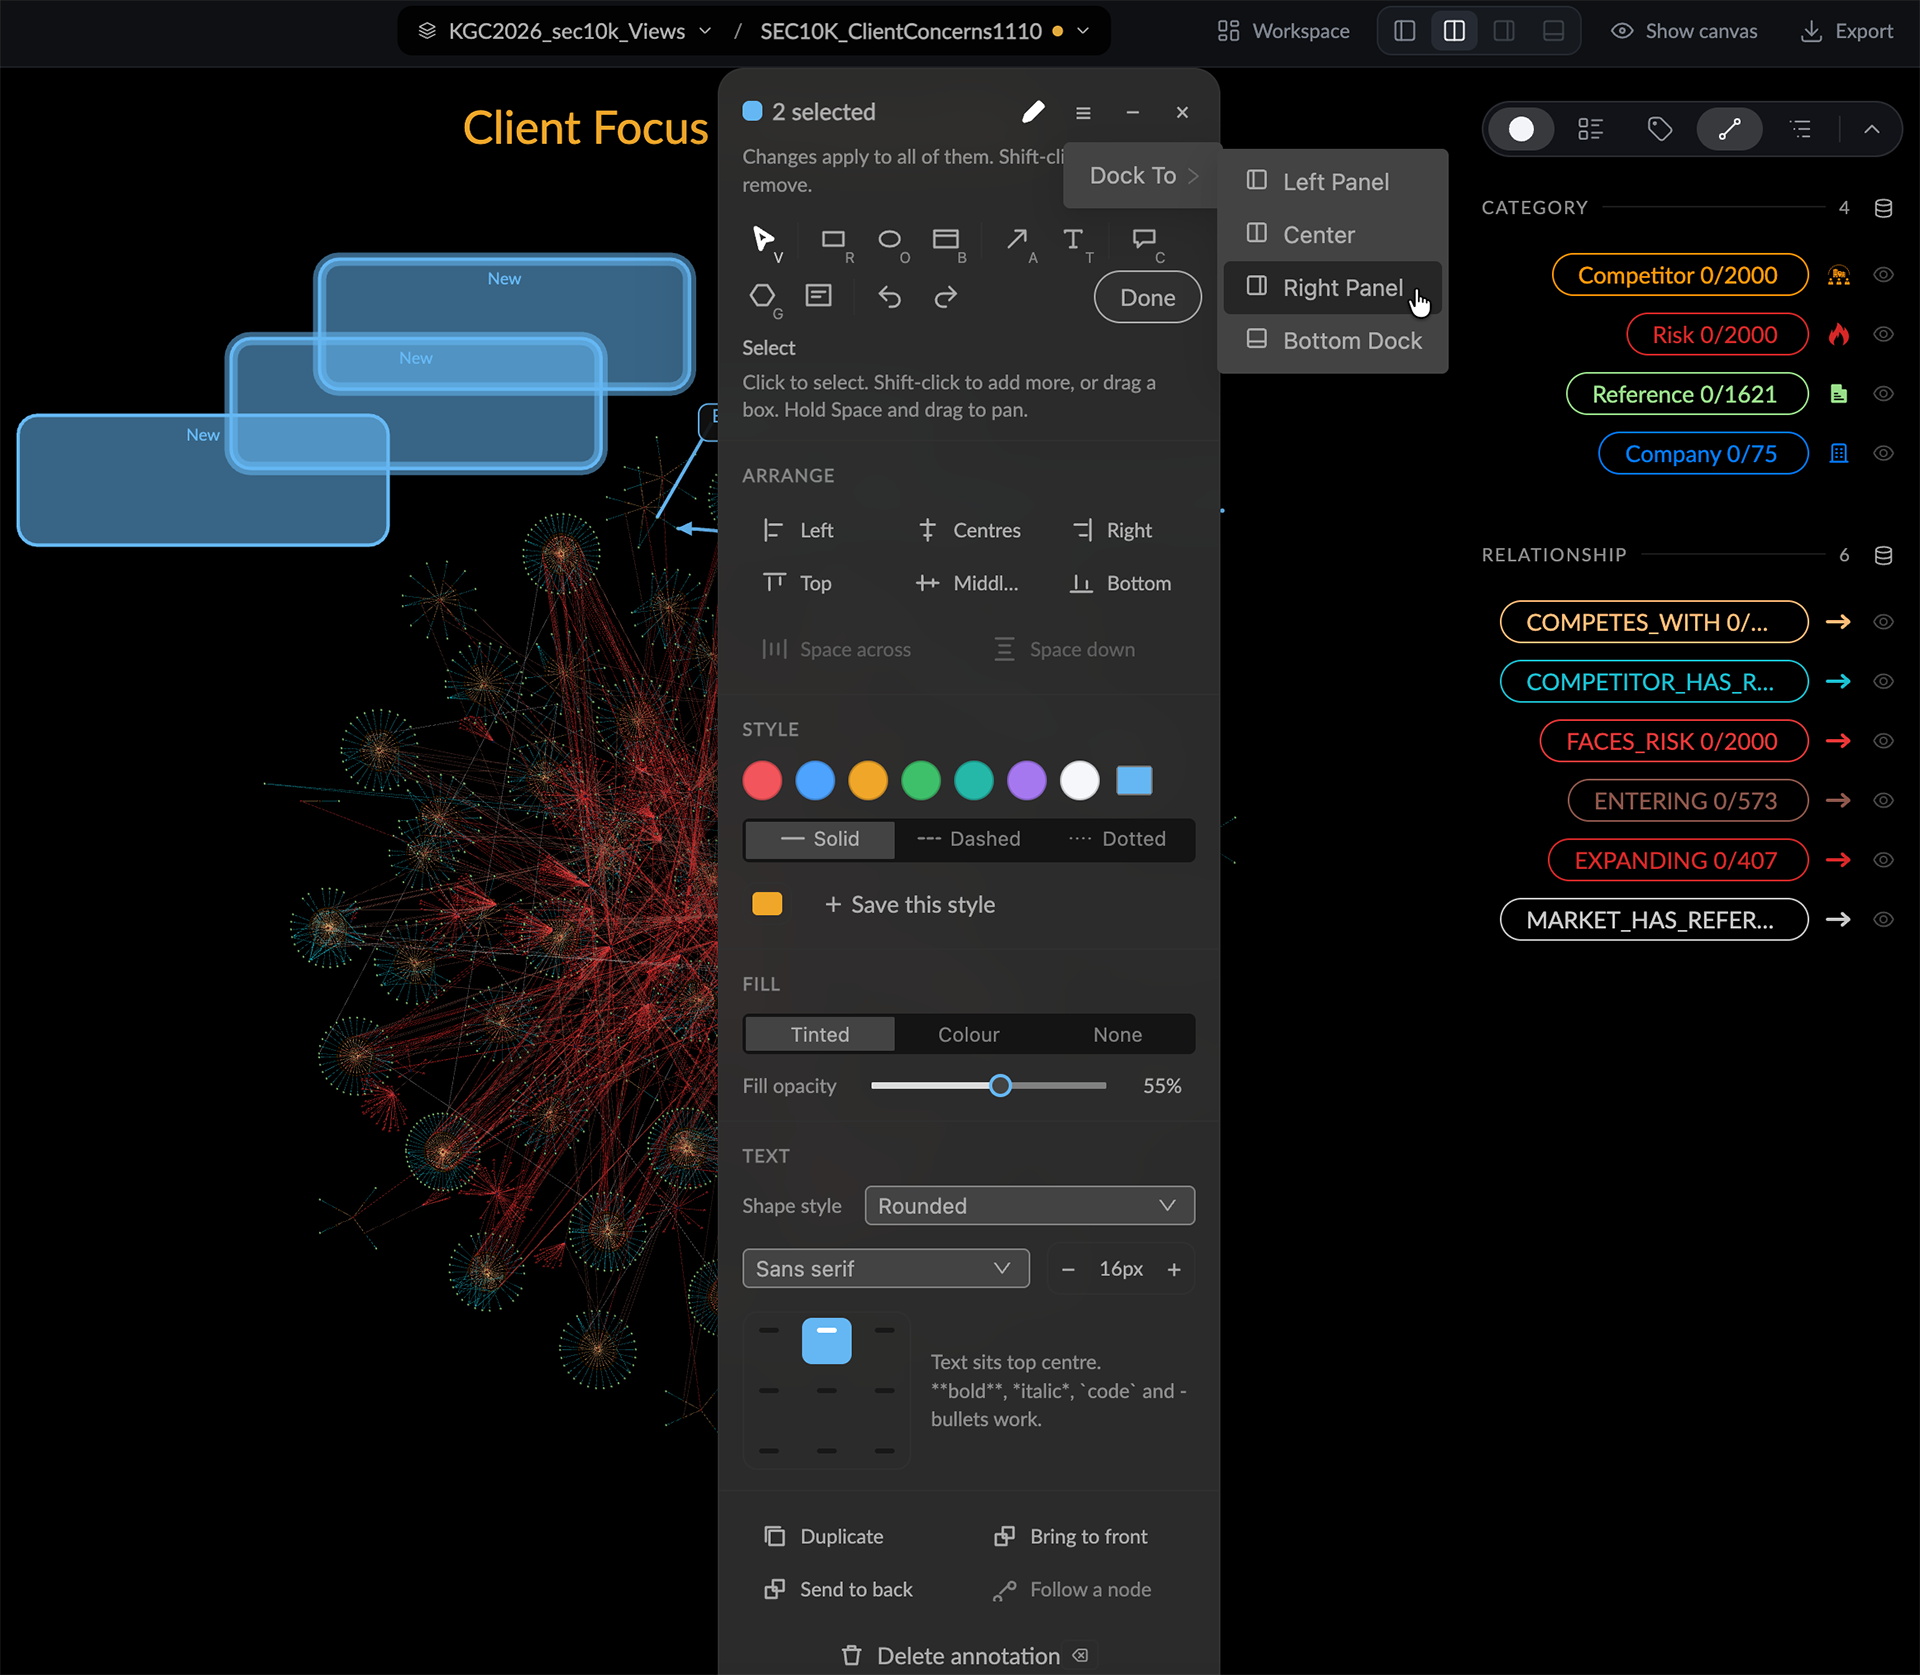 KGC2026_sec10k_Views / SEC10K_ClientConcerns1110
Workspace
Show canvas
Export
Client Focus
2 selected
Changes apply to all of them. Shift-cli
remove.
Dock To
Left Panel
Center
Right Panel
Bottom Dock
V
R
O
B
A
T
C
G
Done
Select
Click to select. Shift-click to add more, or drag a
box. Hold Space and drag to pan.
New
New
New
ARRANGE
Left
Centres
Right
Top
Middl...
Bottom
Space across
Space down
STYLE
Solid
Dashed
Dotted
+ Save this style
FILL
Tinted
Colour
None
Fill opacity
55%
TEXT
Shape style
Rounded
Sans serif
− 16px +
Text sits top centre.
**bold**, *italic*, `code` and -
bullets work.
Duplicate
Bring to front
Send to back
Follow a node
Delete annotation
CATEGORY 4
Competitor 0/2000
Risk 0/2000
Reference 0/1621
Company 0/75
RELATIONSHIP 6
COMPETES_WITH 0/...
COMPETITOR_HAS_R...
FACES_RISK 0/2000
ENTERING 0/573
EXPANDING 0/407
MARKET_HAS_REFER...